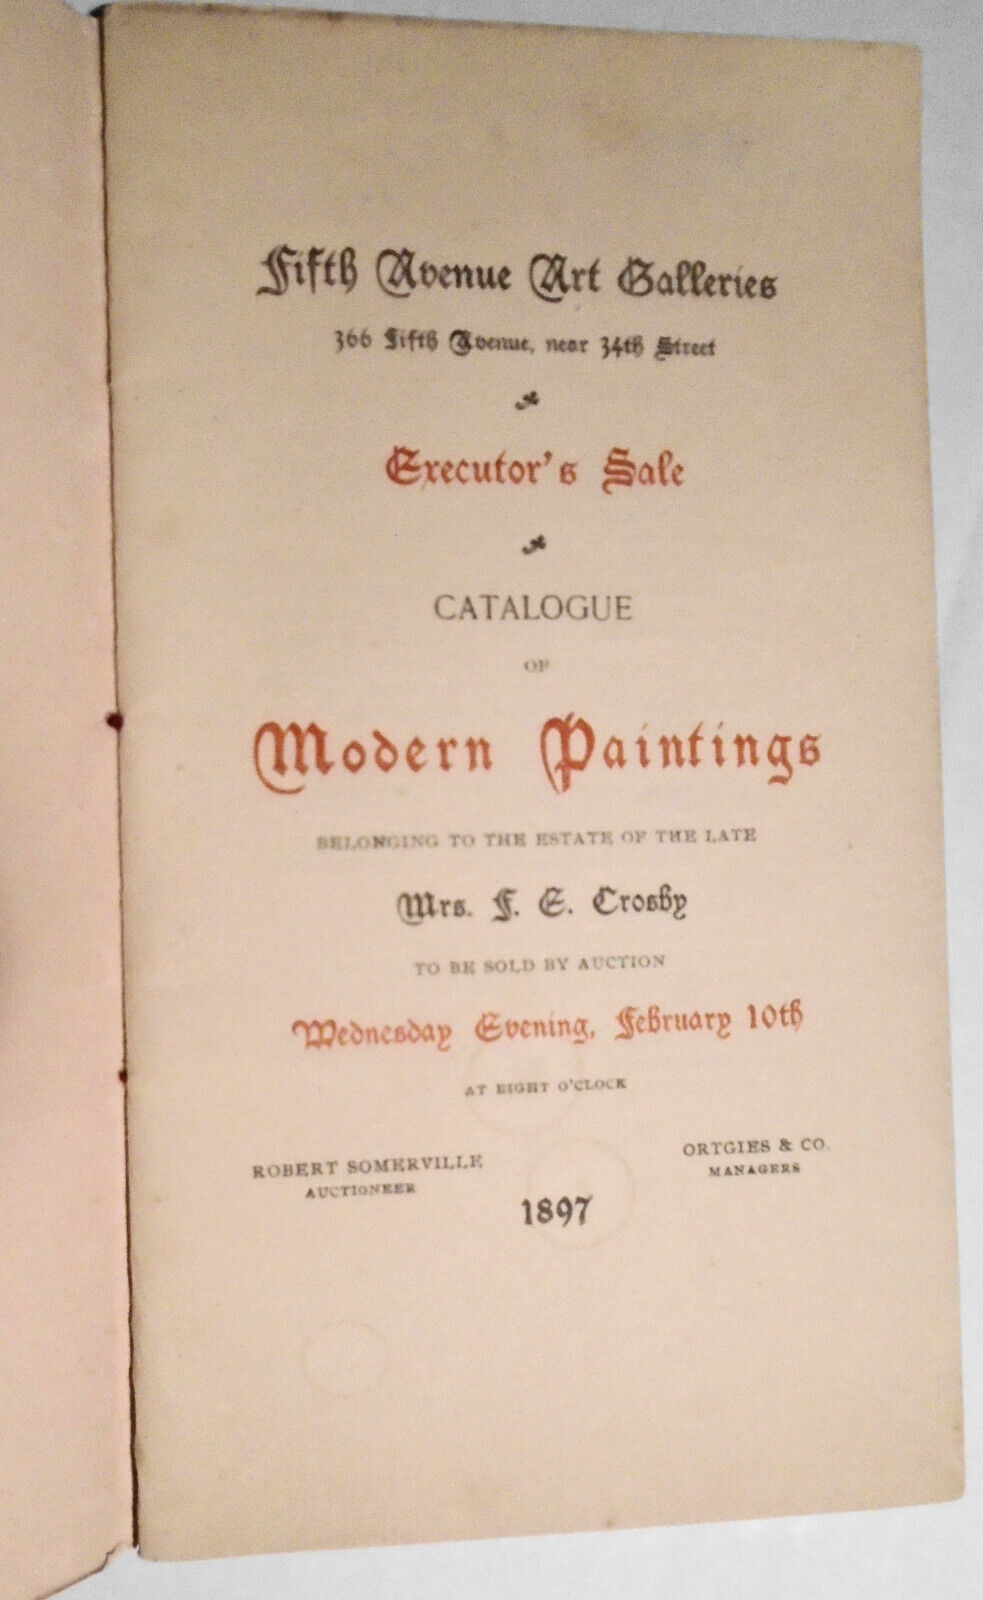 Fifth Avenue Art Galleries
366 Fifth Avenue, near 34th Street
Executor's Sale
CATALOGUE
OF
Modern Paintings
BELONGING TO THE ESTATE OF THE LATE
Mrs. F. E. Crosby
TO BE SOLD BY AUCTION
Wednesday Evening, February 10th
AT EIGHT O'CLOCK
ROBERT SOMERVILLE
AUCTIONEER
ORTGIES & CO.
MANAGERS
1897